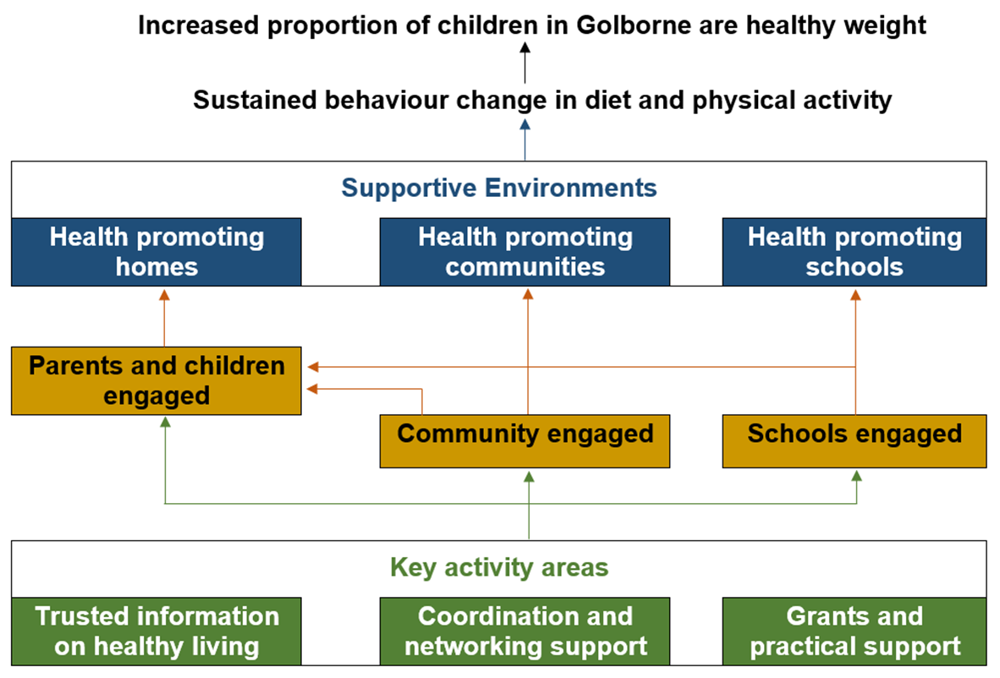 Increased proportion of children in Golborne are healthy weight
Sustained behaviour change in diet and physical activity
Supportive Environments
Health promoting
homes
Health promoting
communities
Health promoting
schools
Parents and children
engaged
Community engaged
Schools engaged
Key activity areas
Trusted information
on healthy living
Coordination and
networking support
Grants and
practical support